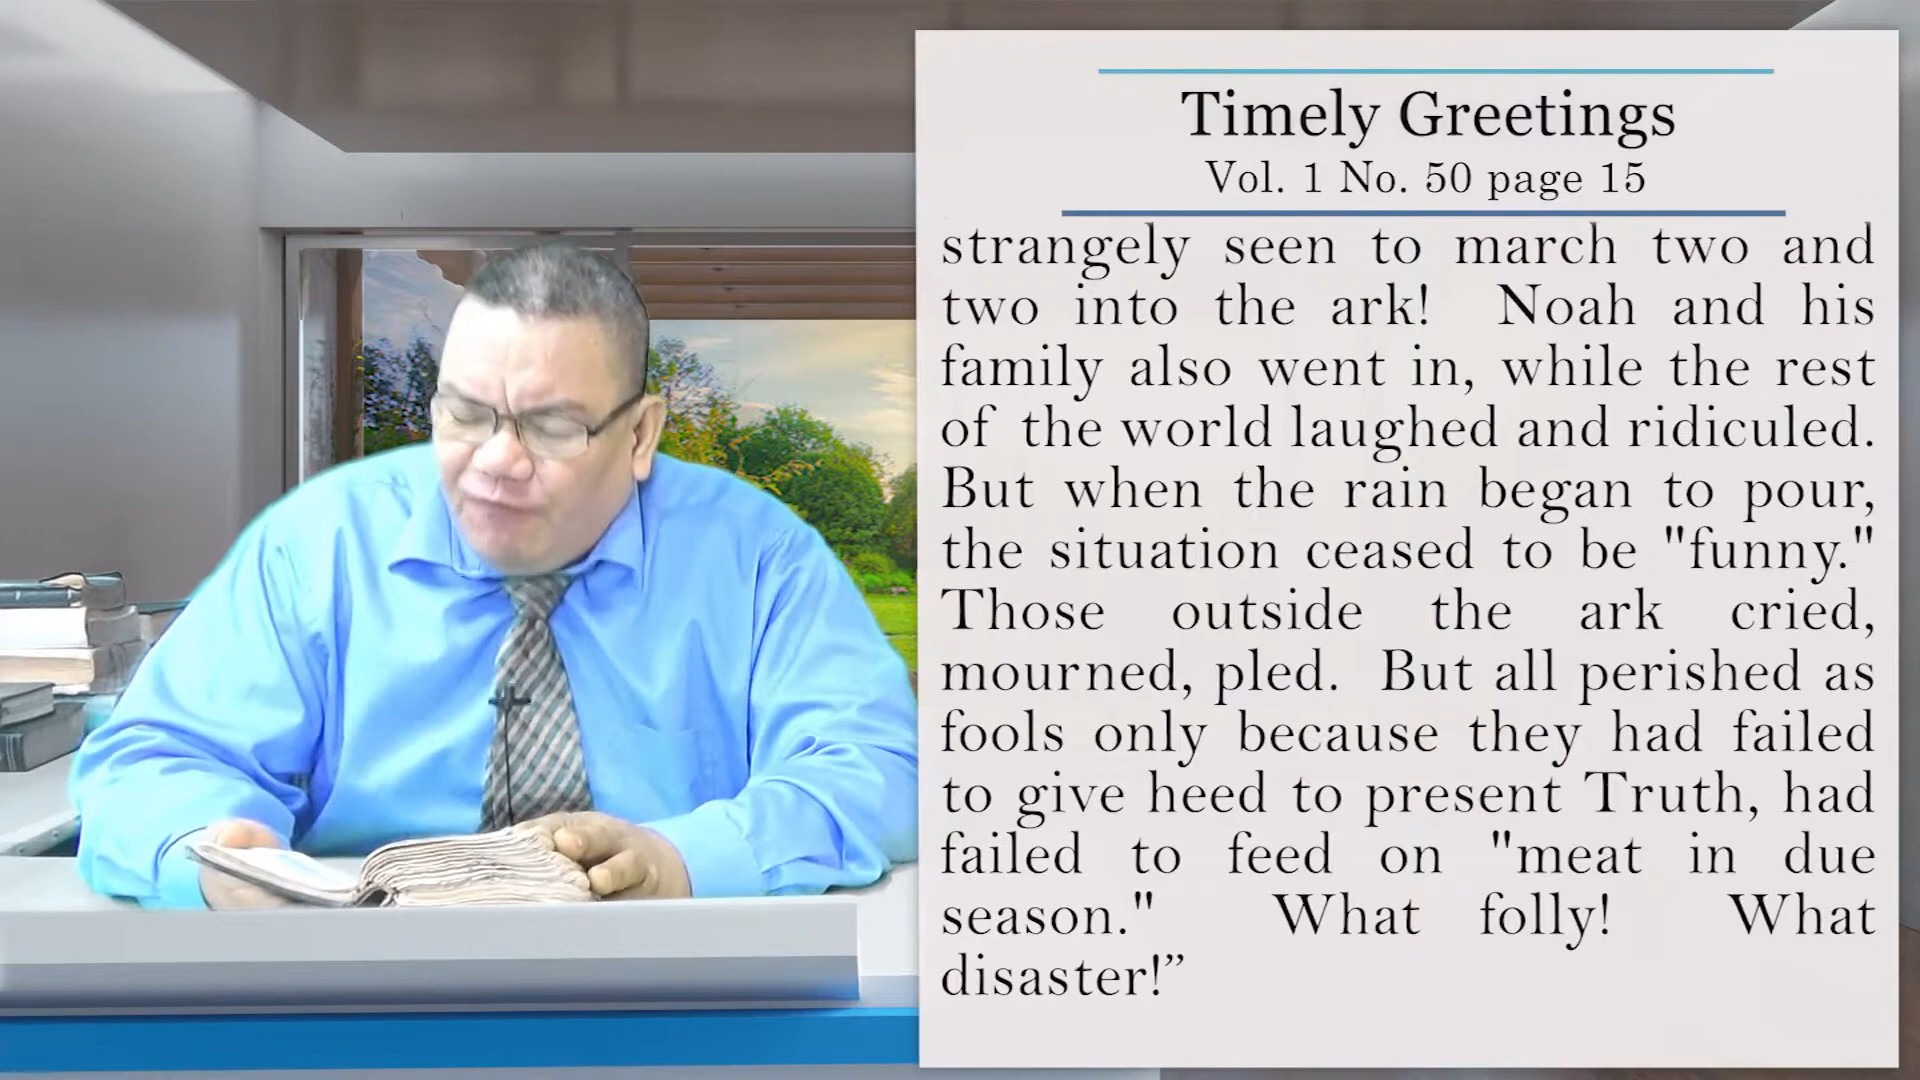 Timely Greetings
Vol. 1 No. 50 page 15
strangely seen to march two and
two into the ark! Noah and his
family also went in, while the rest
of the world laughed and ridiculed.
But when the rain began to pour,
the situation ceased to be "funny."
Those outside the ark cried,
mourned, pled. But all perished as
fools only because they had failed
to give heed to present Truth, had
failed to feed on "meat in due
season." What folly! What
disaster!”